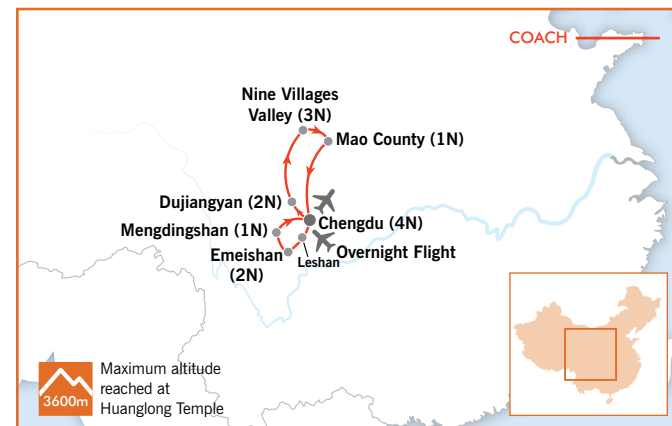 COACH
Nine Villages
Valley (3N)
Mao County (1N)
Dujiangyan (2N)
Chengdu (4N)
Mengdingshan (1N)
Overnight Flight
Emeishan
(2N)
Leshan
3600m
Maximum altitude
reached at
Huanglong Temple